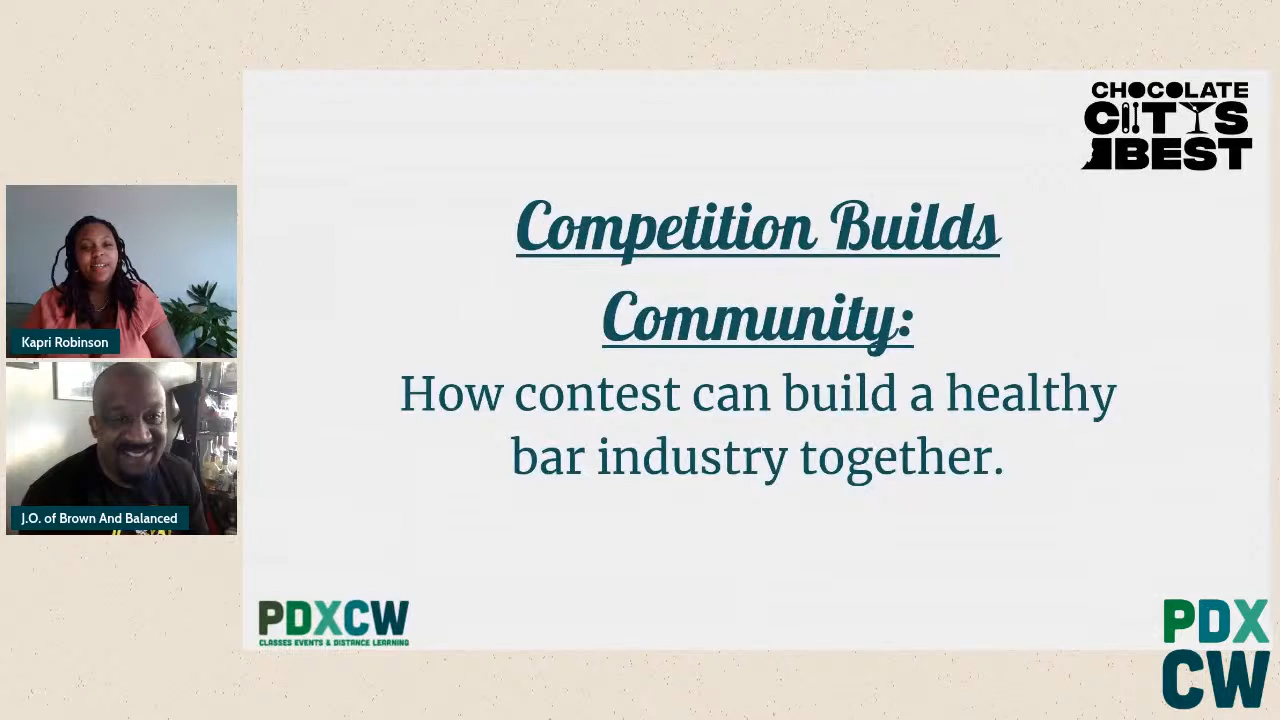 CHOCOLATE
CITY'S
BEST
Competition Builds
Community:
How contest can build a healthy
bar industry together.
Kapri Robinson
J.O. of Brown And Balanced
PDXCW
CLASSES EVENTS & DISTANCE LEARNING
PDX
CW